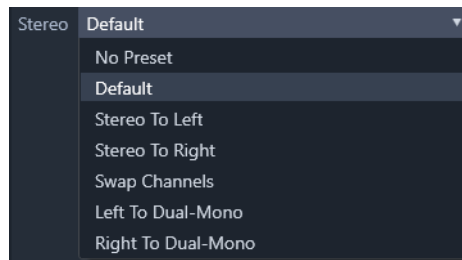 Stereo Default
No Preset
Default
Stereo To Left
Stereo To Right
Swap Channels
Left To Dual-Mono
Right To Dual-Mono